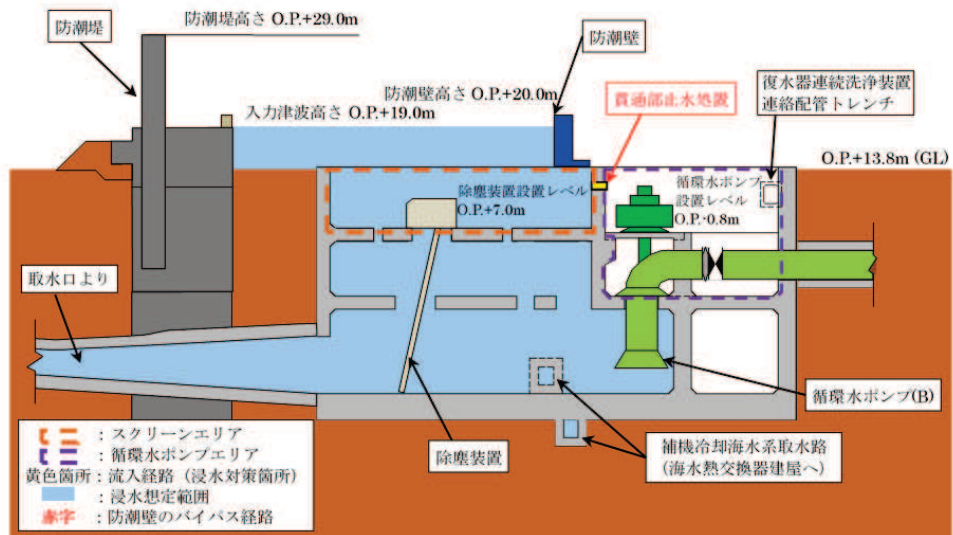 防潮堤
防潮堤高さ O.P.+29.0m
防潮壁
防潮壁高さ O.P.+20.0m
入力津波高さ O.P.+19.0m
貫通部止水処置
復水器連続洗浄装置
連絡配管トレンチ
O.P.+13.8m (GL)
除塵装置設置レベル
O.P.+7.0m
循環水ポンプ
設置レベル
O.P.-0.8m
取水口より
循環水ポンプ(B)
除塵装置
補機冷却海水系取水路
(海水熱交換器建屋へ)
：スクリーンエリア
：循環水ポンプエリア
黄色箇所：流入経路（浸水対策箇所）
：浸水想定範囲
赤字：防潮壁のバイパス経路